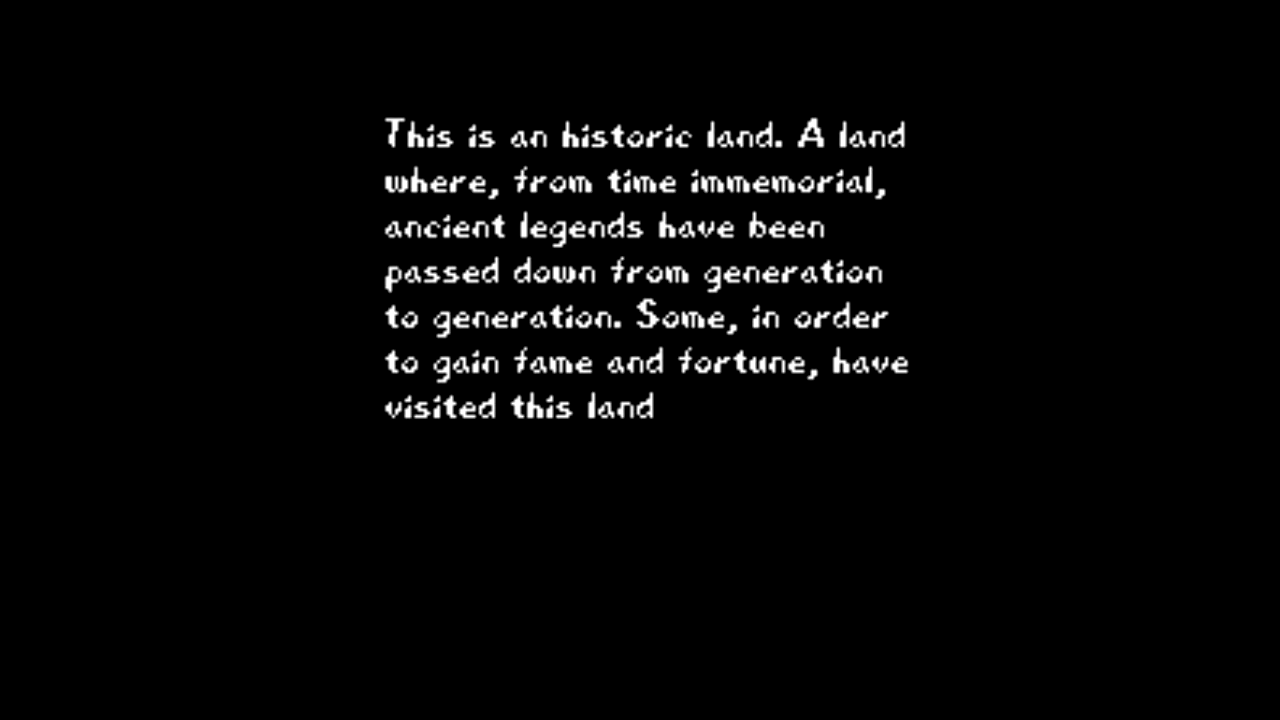 This is an historic land. A land
where, from time immemorial,
ancient legends have been
passed down from generation
to generation. Some, in order
to gain fame and fortune, have
visited this land